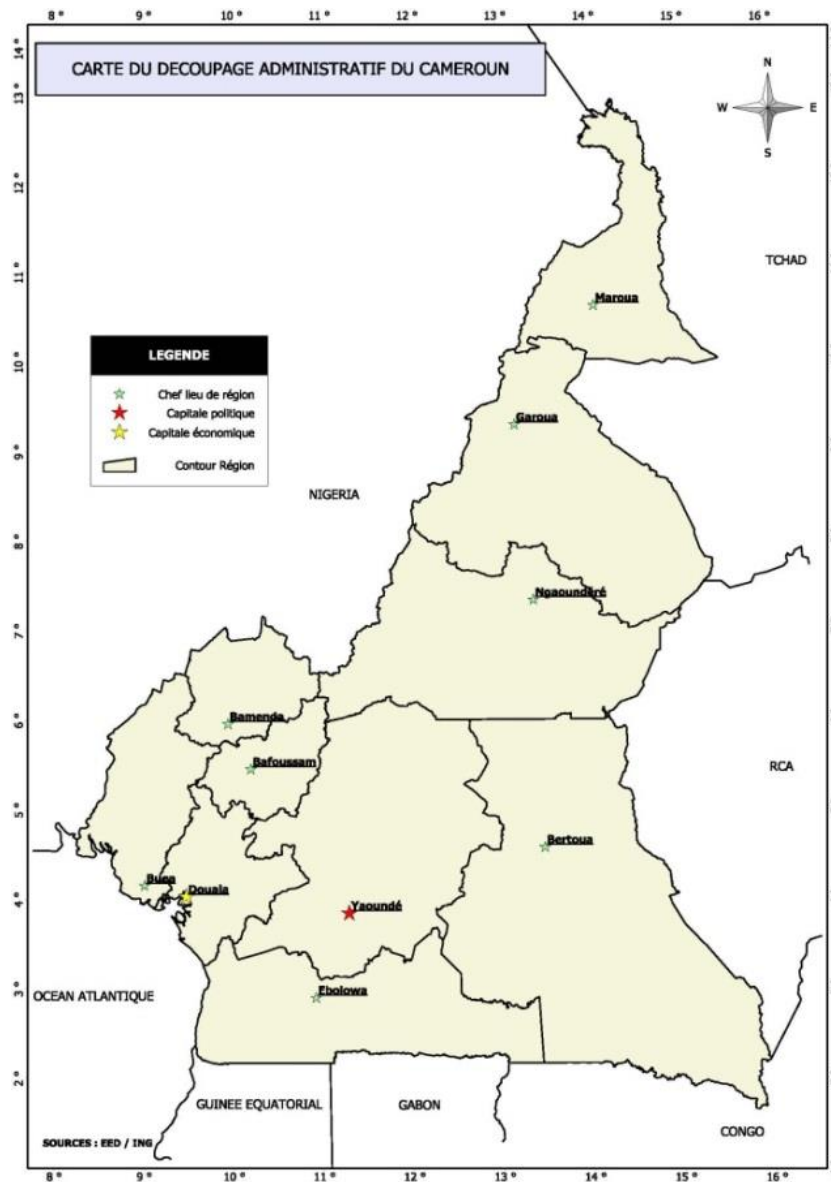 8° 9° 10° 11° 12° 13° 14° 15° 16°
CARTE DU DECOUPAGE ADMINISTRATIF DU CAMEROUN
N
W E
S
14°
13°
12°
11°
10°
9°
8°
7°
6°
5°
4°
3°
2°
TCHAD
Maroua
LEGENDE
Chef lieu de région
Capitale politique
Capitale économique
Contour Région
Garoua
NIGERIA
Ngaoundéré
Bamenda
Bafoussam
RCA
Bertoua
Buea
Douala
Yaoundé
OCEAN ATLANTIQUE
Ebolowa
GUINEE EQUATORIAL
GABON
CONGO
SOURCES : EED / ING
8° 9° 10° 11° 12° 13° 14° 15° 16°